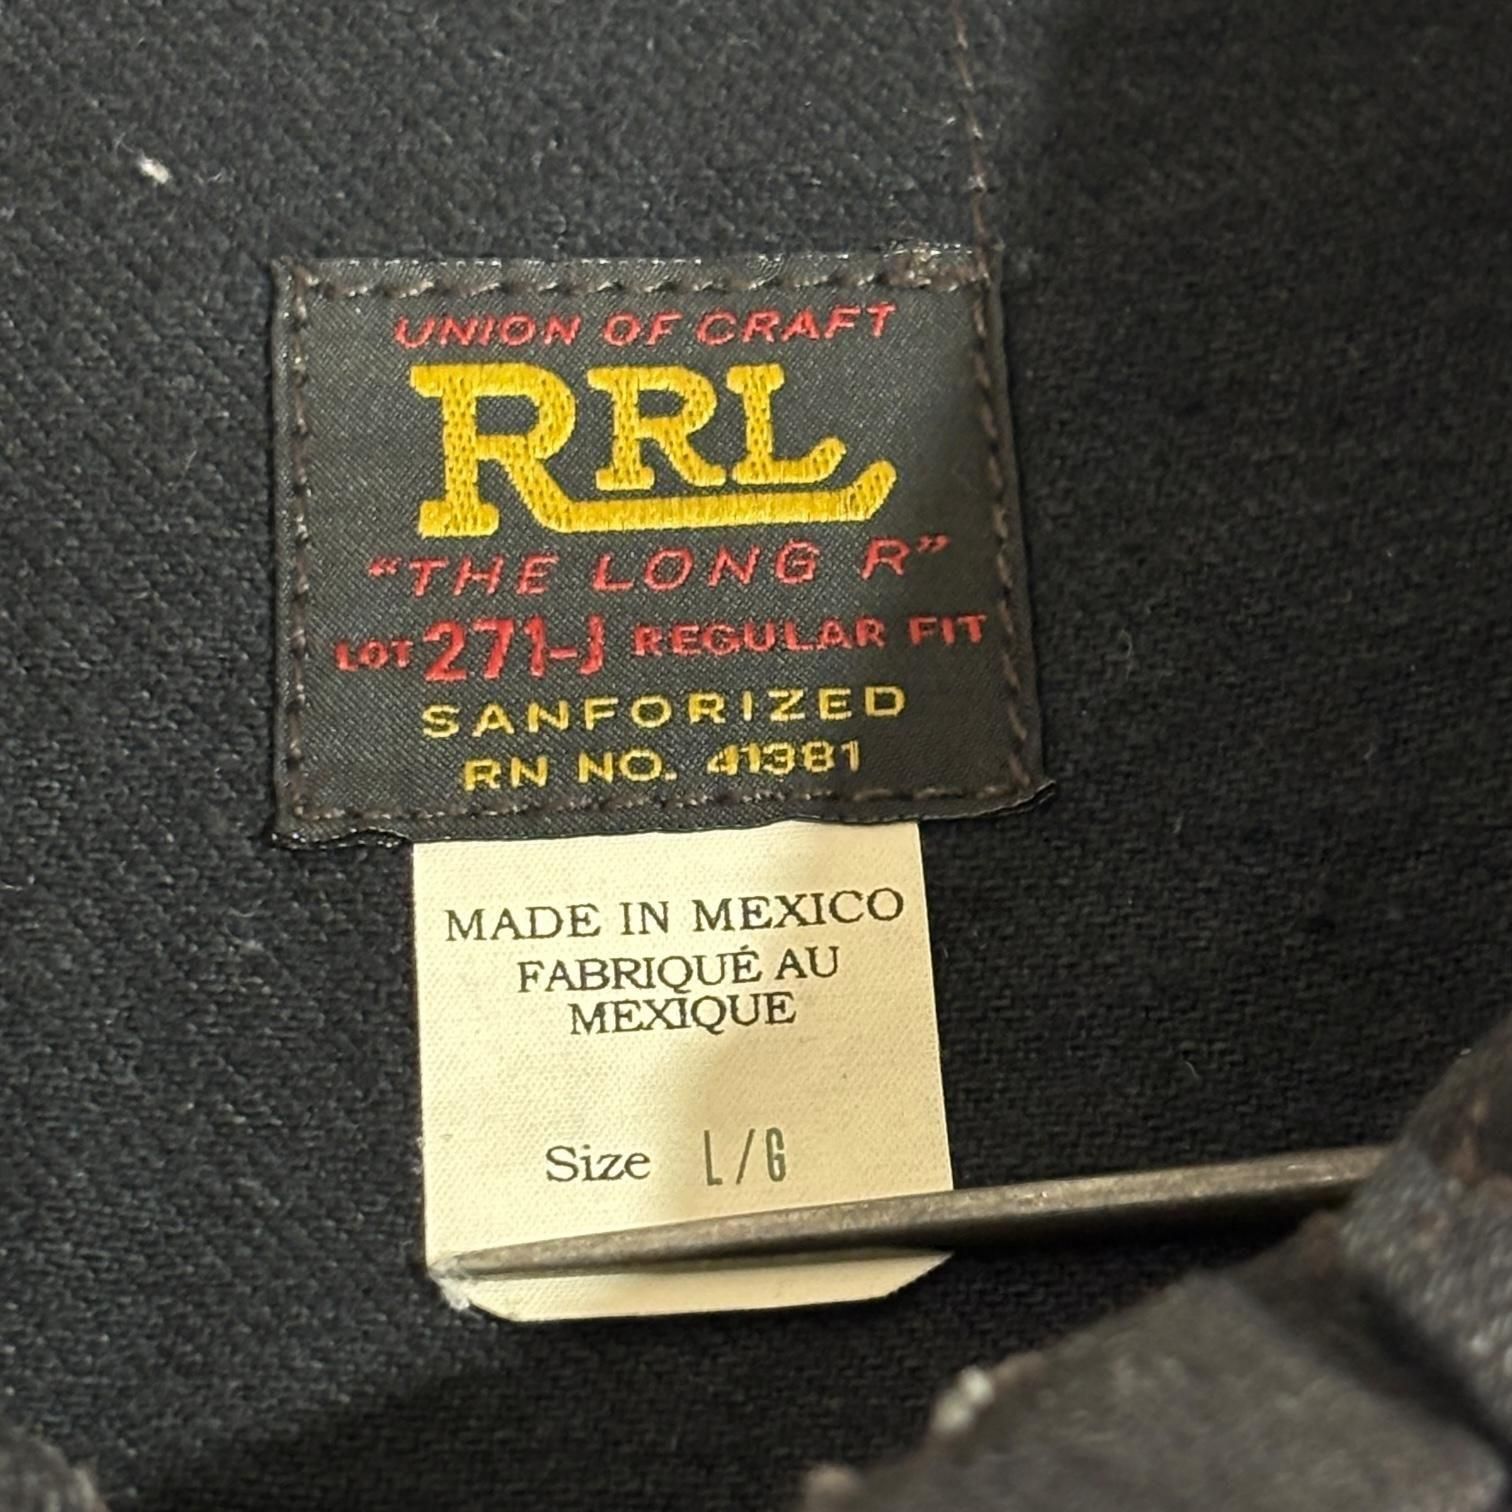 UNION OF CRAFT
RRL
“THE LONG R”
LOT 271-J REGULAR FIT
SANFORIZED
RN NO. 41381
MADE IN MEXICO
FABRIQUÉ AU
MEXIQUE
Size L/G